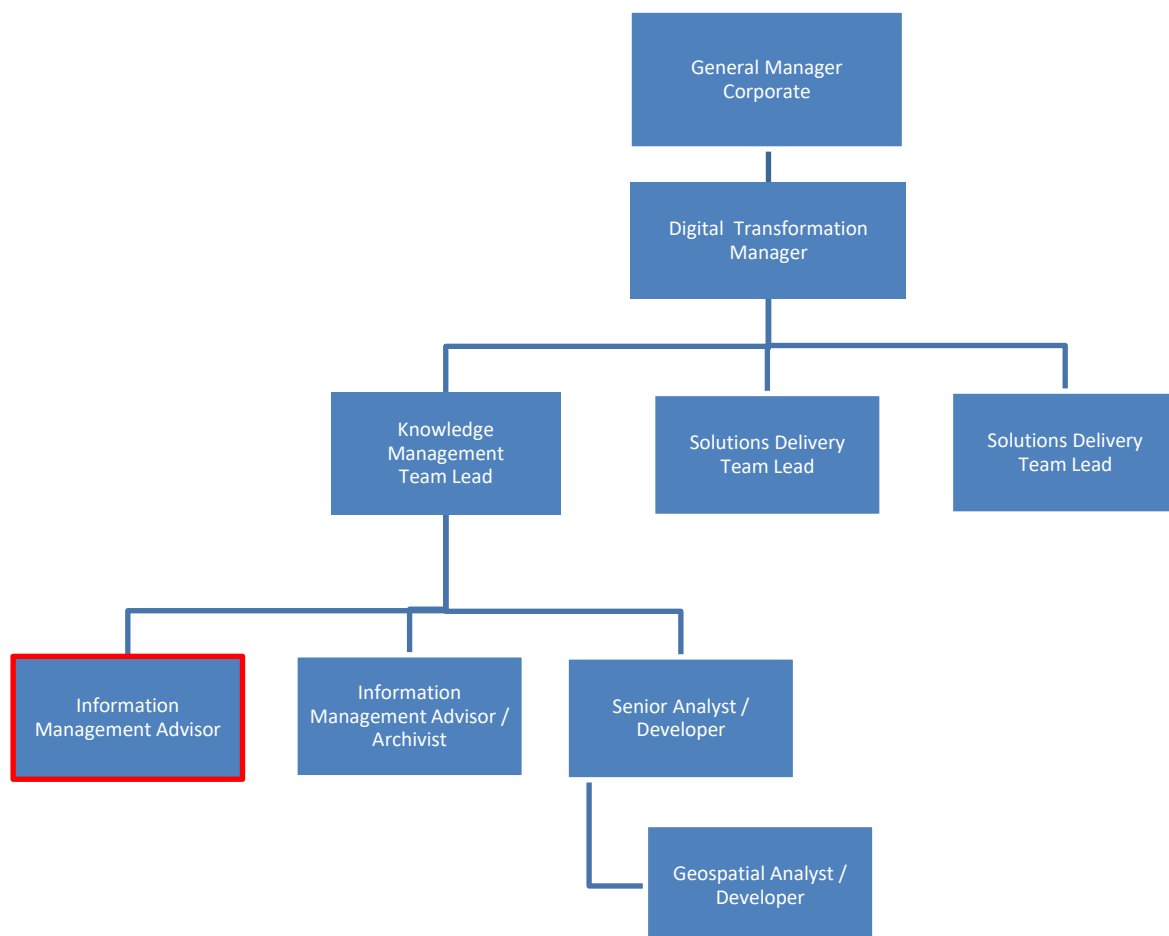 General Manager
Corporate
Digital  Transformation
Manager
Knowledge
Management
Team Lead
Solutions Delivery
Team Lead
Solutions Delivery
Team Lead
Information
Management Advisor
Information
Management Advisor /
Archivist
Senior Analyst /
Developer
Geospatial Analyst /
Developer